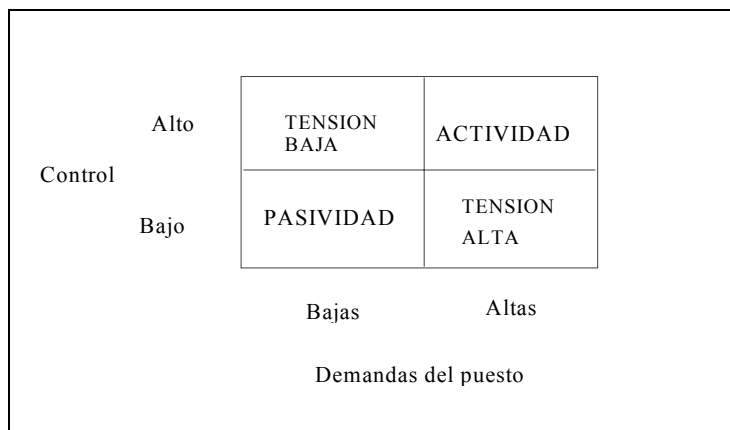 Alto
TENSION
BAJA
ACTIVIDAD
Control
Bajo
PASIVIDAD
TENSION
ALTA
Bajas
Altas
Demandas del puesto